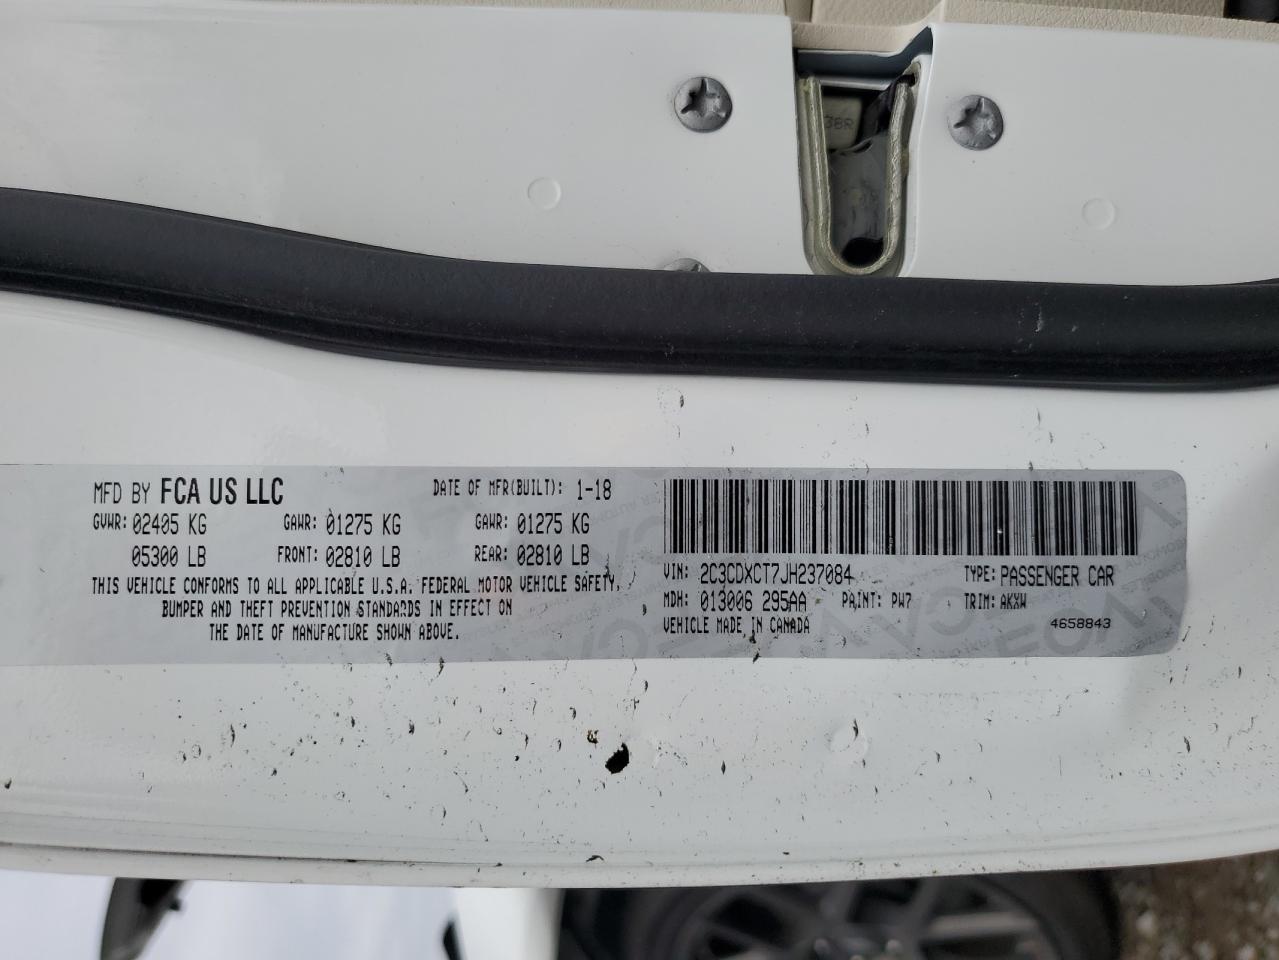 38R
MFD BY FCA US LLC DATE OF MFR(BUILT): 1-18
GVWR: 02405 KG GAWR: 01275 KG GAWR: 01275 KG
05300 LB FRONT: 02810 LB REAR: 02810 LB
THIS VEHICLE CONFORMS TO ALL APPLICABLE U.S.A. FEDERAL MOTOR VEHICLE SAFETY,
BUMPER AND THEFT PREVENTION STANDARDS IN EFFECT ON
THE DATE OF MANUFACTURE SHOWN ABOVE.
VIN: 2C3CDXCT7JH237084 TYPE: PASSENGER CAR
MDH: 013006 295AA PAINT: PW7 TRIM: AKXW
VEHICLE MADE IN CANADA 4658843